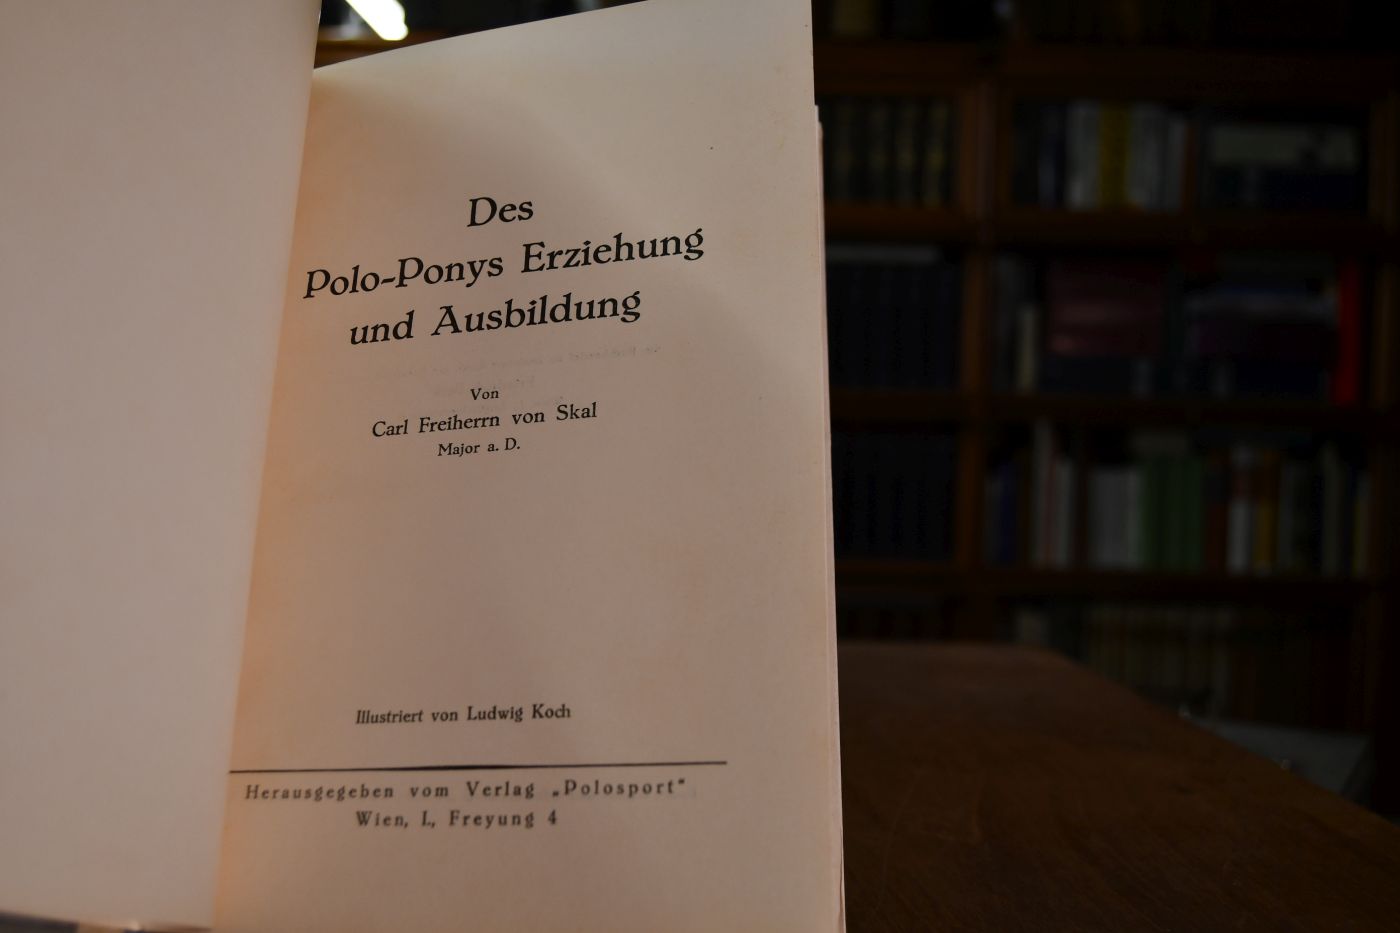 Des
Polo-Ponys Erziehung
und Ausbildung
Von
Carl Freiherrn von Skal
Major a. D.
Illustriert von Ludwig Koch
Herausgegeben vom Verlag „Polosport“
Wien, I., Freyung 4